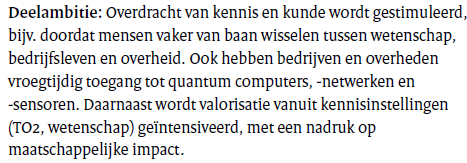 Deelambitie: Overdracht van kennis en kunde wordt gestimuleerd,
bijv. doordat mensen vaker van baan wisselen tussen wetenschap,
bedrijfsleven en overheid. Ook hebben bedrijven en overheden
vroegtijdig toegang tot quantum computers, -netwerken en
-sensoren. Daarnaast wordt valorisatie vanuit kennisinstellingen
(TO2, wetenschap) geïntensiveerd, met een nadruk op
maatschappelijke impact.